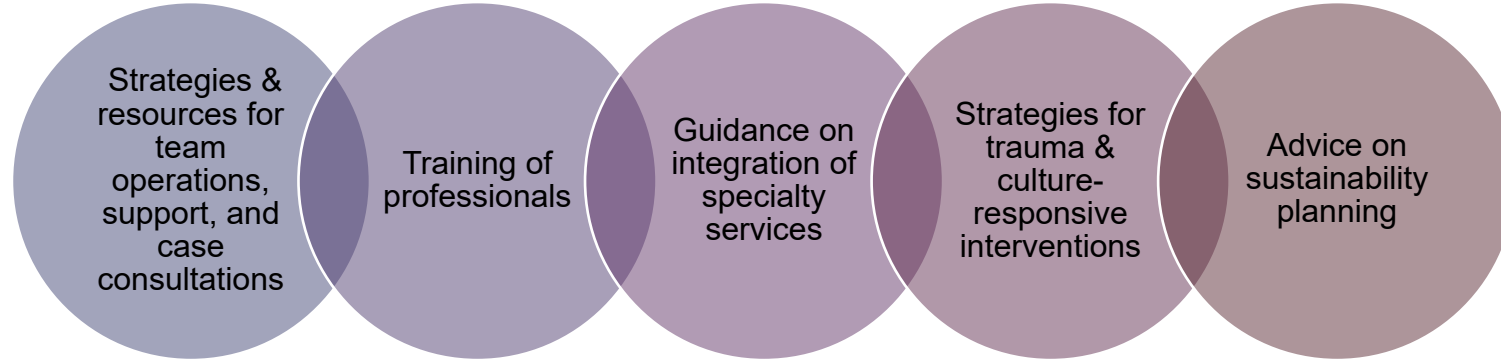 Strategies &
resources for
team
operations,
support, and
case
consultations
Training of
professionals
Guidance on
integration of
specialty
services
Strategies for
trauma &
culture-
responsive
interventions
Advice on
sustainability
planning